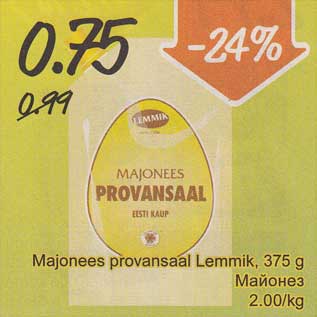 0.75
-24%
0.99
LEMMIK
MAJONEES
PROVANSAAL
EESTI KAUP
Majonees provansaal Lemmik, 375 g
Майонез
2.00/kg